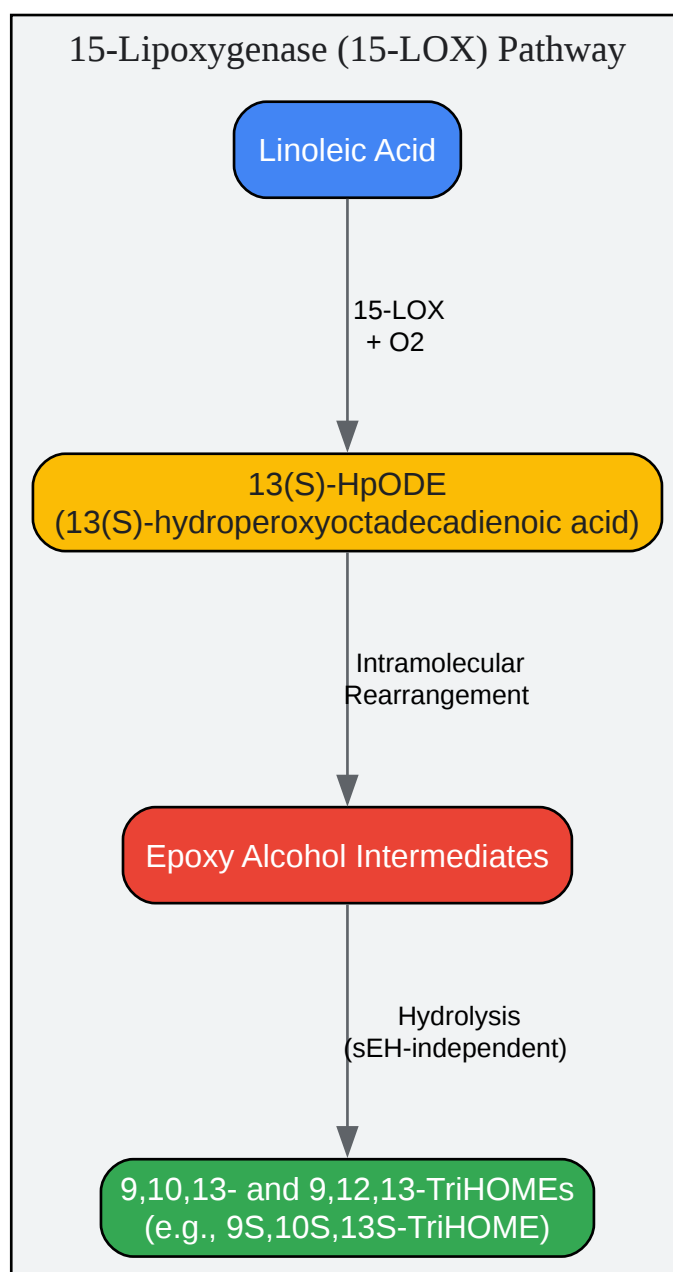 15-Lipoxygenase (15-LOX) Pathway
Linoleic Acid
15-LOX
+ O2
13(S)-HpODE
(13(S)-hydroperoxyoctadecadienoic acid)
Intramolecular
Rearrangement
Epoxy Alcohol Intermediates
Hydrolysis
(sEH-independent)
9,10,13- and 9,12,13-TriHOMEs
(e.g., 9S,10S,13S-TriHOME)